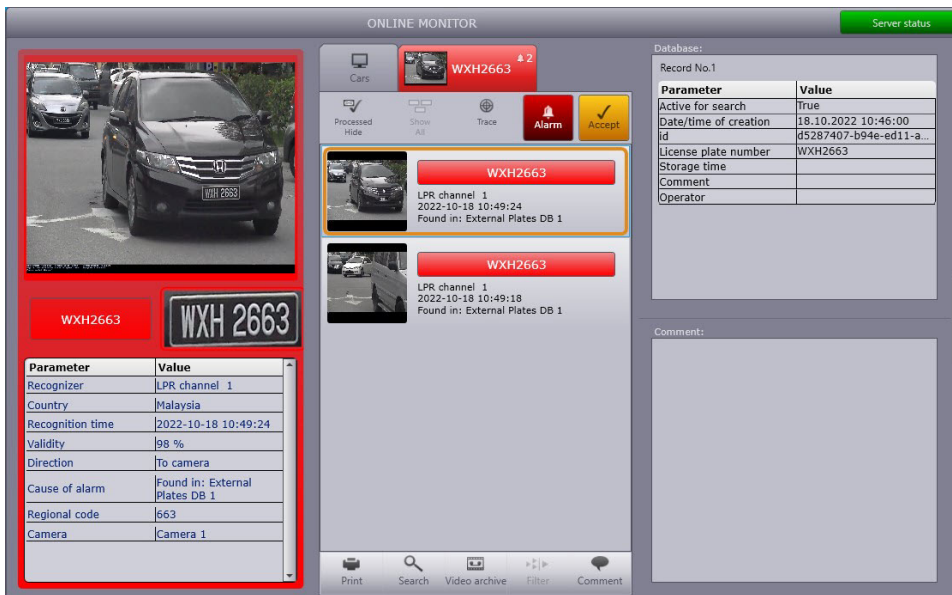 ONLINE MONITOR
Server status
WXH 2663
WXH2663
WXH 2663
Parameter Value
Recognizer LPR channel 1
Country Malaysia
Recognition time 2022-10-18 10:49:24
Validity 98 %
Direction To camera
Cause of alarm Found in: External
Plates DB 1
Regional code 663
Camera Camera 1
Cars
WXH2663 2
Processed
Hide
Show
All
Trace
Alarm
Accept
WXH2663
LPR channel 1
2022-10-18 10:49:24
Found in: External Plates DB 1
WXH2663
LPR channel 1
2022-10-18 10:49:18
Found in: External Plates DB 1
Print
Search
Video archive
Filter
Comment
Database:
Record No.1
Parameter Value
Active for search True
Date/time of creation 18.10.2022 10:46:00
id d5287407-b94e-ed11-a...
License plate number WXH2663
Storage time
Comment
Operator
Comment: